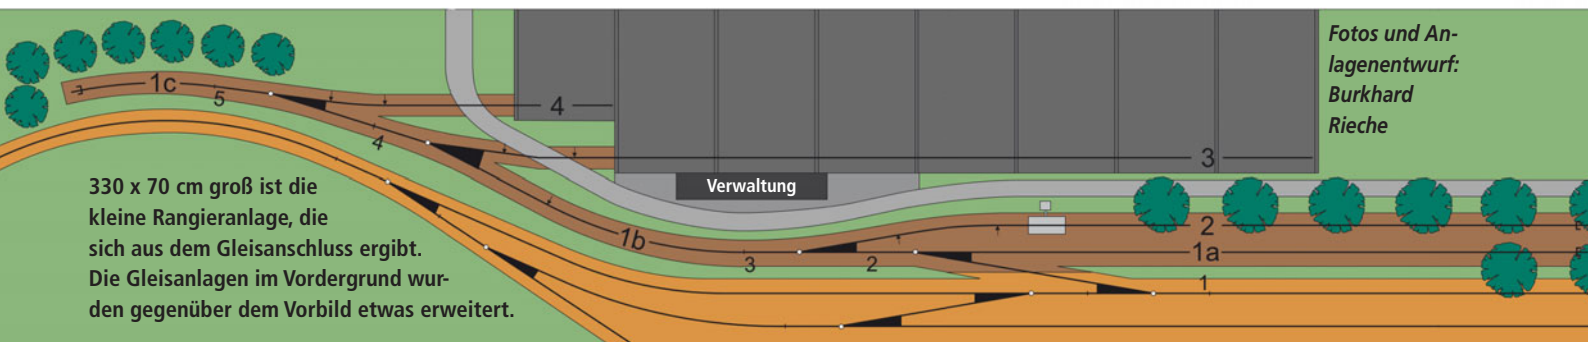 Fotos und An-
lagenentwurf:
Burkhard
Rieche
1c
5
4
4
3
Verwaltung
330 x 70 cm groß ist die
kleine Rangieranlage, die
sich aus dem Gleisanschluss ergibt.
Die Gleisanlagen im Vordergrund wur-
den gegenüber dem Vorbild etwas erweitert.
1b
3
2
2
1a
1